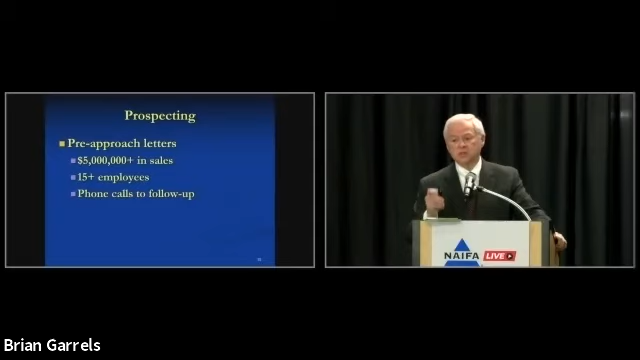 Prospecting
Pre-approach letters
$5,000,000+ in sales
15+ employees
Phone calls to follow-up
NAIFA LIVE
Brian Garrels